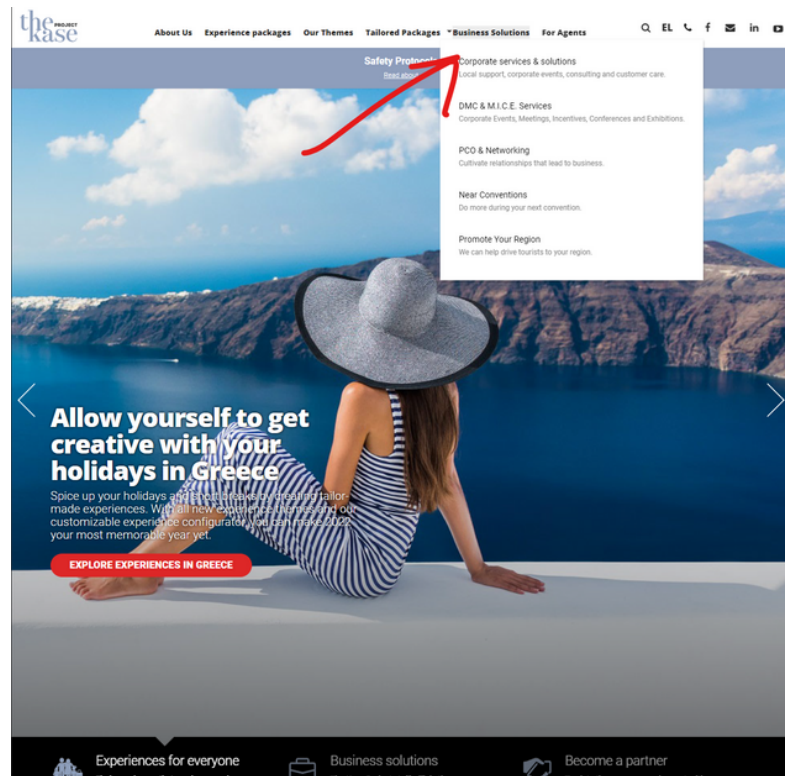 the PROJECT
kase
About Us Experience packages Our Themes Tailored Packages Business Solutions For Agents EL
Safety Protocols
Read about
Corporate services & solutions
Local support, corporate events, consulting and customer care.
DMC & M.I.C.E. Services
Corporate Events, Meetings, Incentives, Conferences and Exhibitions.
PCO & Networking
Cultivate relationships that lead to business.
Near Conventions
Do more during your next convention.
Promote Your Region
We can help drive tourists to your region.
Allow yourself to get
creative with your
holidays in Greece
Spice up your holidays and short breaks by creating tailor-
made experiences. With all new experience themes and our
customizable experience configurator, you can make 2022
your most memorable year yet.
EXPLORE EXPERIENCES IN GREECE
Experiences for everyone Business solutions Become a partner